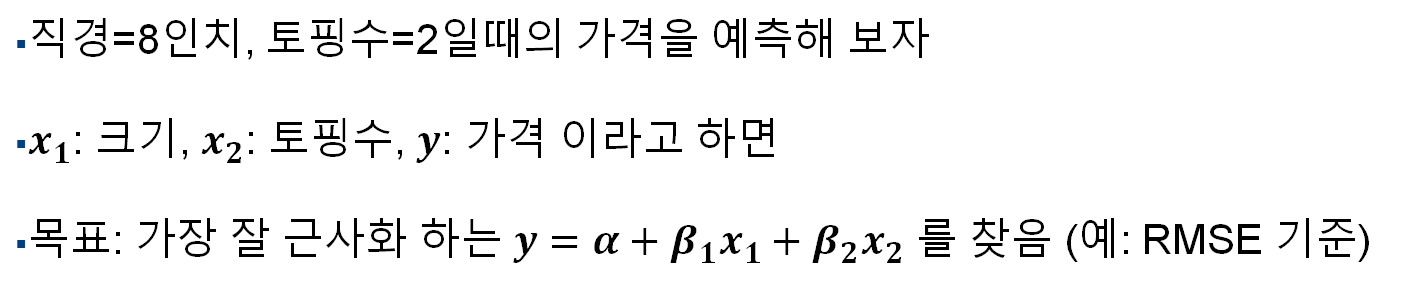 ▪직경=8인치, 토핑수=2일때의 가격을 예측해 보자
▪x₁: 크기, x₂: 토핑수, y: 가격 이라고 하면
▪목표: 가장 잘 근사화 하는 y = α + β₁x₁ + β₂x₂ 를 찾음 (예: RMSE 기준)